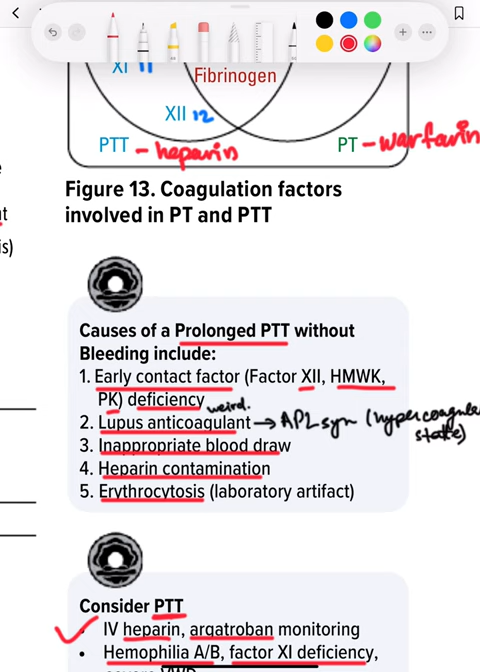 XI 11
Fibrinogen
XII 12
PTT - heparin
PT - warfarin
Figure 13. Coagulation factors
involved in PT and PTT
t
is)
Causes of a Prolonged PTT without
Bleeding include:
1. Early contact factor (Factor XII, HMWK,
PK) deficiency
weird.
2. Lupus anticoagulant → APL syn (hypercoagule
state)
3. Inappropriate blood draw
4. Heparin contamination
5. Erythrocytosis (laboratory artifact)
Consider PTT
• IV heparin, argatroban monitoring
• Hemophilia A/B, factor XI deficiency,